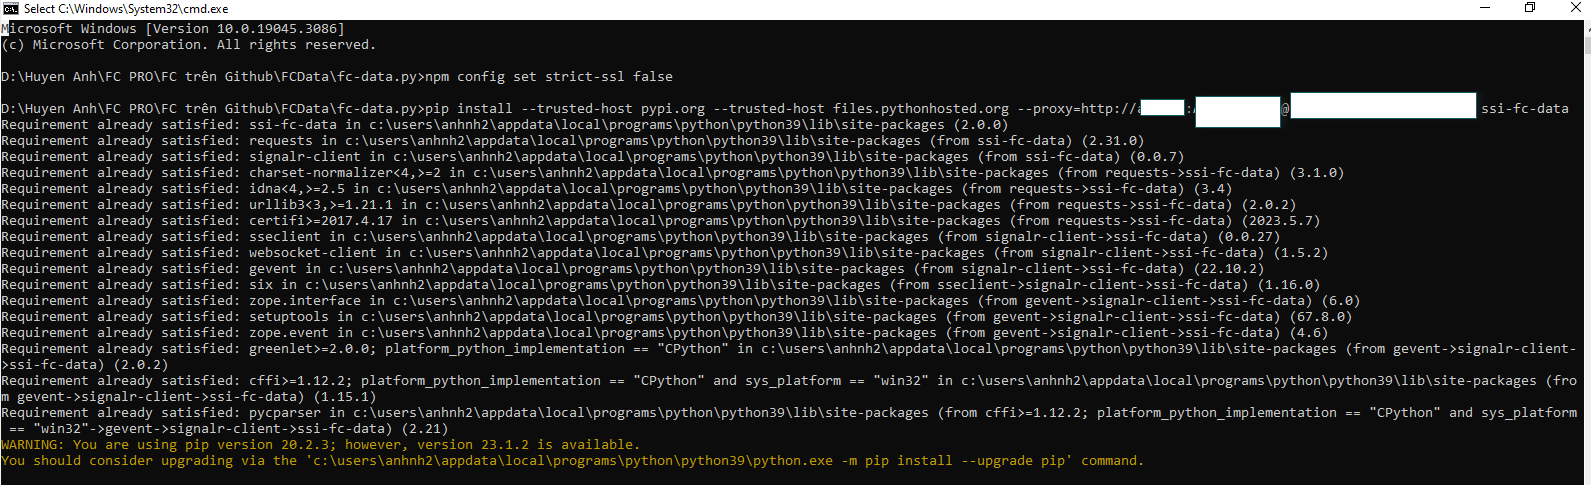 Select C:\Windows\System32\cmd.exe
Microsoft Windows [Version 10.0.19045.3086]
(c) Microsoft Corporation. All rights reserved.
D:\Huyen Anh\FC PRO\FC trên Github\FCData\fc-data.py>npm config set strict-ssl false
D:\Huyen Anh\FC PRO\FC trên Github\FCData\fc-data.py>pip install --trusted-host pypi.org --trusted-host files.pythonhosted.org --proxy=http:// : @ ssi-fc-data
Requirement already satisfied: ssi-fc-data in c:\users\anhnh2\appdata\local\programs\python\python39\lib\site-packages (2.0.0)
Requirement already satisfied: requests in c:\users\anhnh2\appdata\local\programs\python\python39\lib\site-packages (from ssi-fc-data) (2.31.0)
Requirement already satisfied: signalr-client in c:\users\anhnh2\appdata\local\programs\python\python39\lib\site-packages (from ssi-fc-data) (0.0.7)
Requirement already satisfied: charset-normalizer<4,>=2 in c:\users\anhnh2\appdata\local\programs\python\python39\lib\site-packages (from requests->ssi-fc-data) (3.1.0)
Requirement already satisfied: idna<4,>=2.5 in c:\users\anhnh2\appdata\local\programs\python\python39\lib\site-packages (from requests->ssi-fc-data) (3.4)
Requirement already satisfied: urllib3<3,>=1.21.1 in c:\users\anhnh2\appdata\local\programs\python\python39\lib\site-packages (from requests->ssi-fc-data) (2.0.2)
Requirement already satisfied: certifi>=2017.4.17 in c:\users\anhnh2\appdata\local\programs\python\python39\lib\site-packages (from requests->ssi-fc-data) (2023.5.7)
Requirement already satisfied: sseclient in c:\users\anhnh2\appdata\local\programs\python\python39\lib\site-packages (from signalr-client->ssi-fc-data) (0.0.27)
Requirement already satisfied: websocket-client in c:\users\anhnh2\appdata\local\programs\python\python39\lib\site-packages (from signalr-client->ssi-fc-data) (1.5.2)
Requirement already satisfied: gevent in c:\users\anhnh2\appdata\local\programs\python\python39\lib\site-packages (from signalr-client->ssi-fc-data) (22.10.2)
Requirement already satisfied: six in c:\users\anhnh2\appdata\local\programs\python\python39\lib\site-packages (from sseclient->signalr-client->ssi-fc-data) (1.16.0)
Requirement already satisfied: zope.interface in c:\users\anhnh2\appdata\local\programs\python\python39\lib\site-packages (from gevent->signalr-client->ssi-fc-data) (6.0)
Requirement already satisfied: setuptools in c:\users\anhnh2\appdata\local\programs\python\python39\lib\site-packages (from gevent->signalr-client->ssi-fc-data) (67.8.0)
Requirement already satisfied: zope.event in c:\users\anhnh2\appdata\local\programs\python\python39\lib\site-packages (from gevent->signalr-client->ssi-fc-data) (4.6)
Requirement already satisfied: greenlet>=2.0.0; platform_python_implementation == "CPython" in c:\users\anhnh2\appdata\local\programs\python\python39\lib\site-packages (from gevent->signalr-client-
>ssi-fc-data) (2.0.2)
Requirement already satisfied: cffi>=1.12.2; platform_python_implementation == "CPython" and sys_platform == "win32" in c:\users\anhnh2\appdata\local\programs\python\python39\lib\site-packages (fro
m gevent->signalr-client->ssi-fc-data) (1.15.1)
Requirement already satisfied: pycparser in c:\users\anhnh2\appdata\local\programs\python\python39\lib\site-packages (from cffi>=1.12.2; platform_python_implementation == "CPython" and sys_platform
 == "win32"->gevent->signalr-client->ssi-fc-data) (2.21)
WARNING: You are using pip version 20.2.3; however, version 23.1.2 is available.
You should consider upgrading via the 'c:\users\anhnh2\appdata\local\programs\python\python39\python.exe -m pip install --upgrade pip' command.